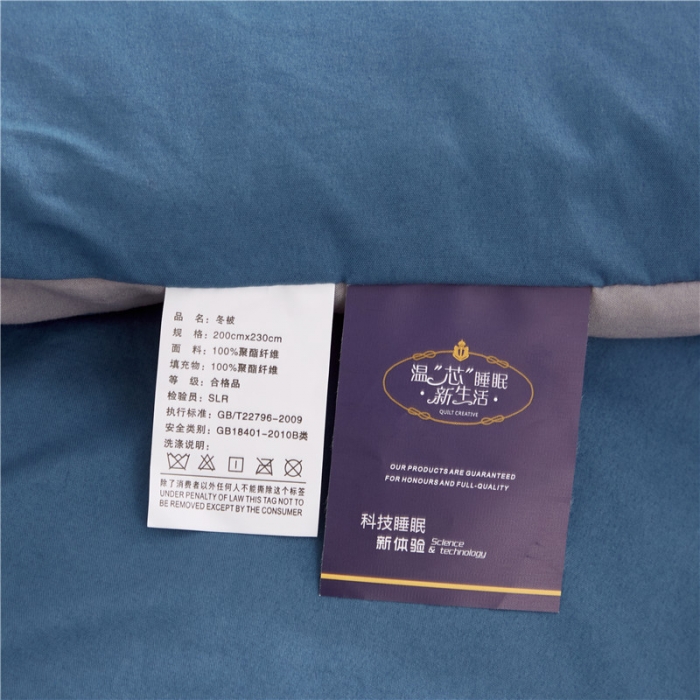 品 名：冬被
规 格：200cmx230cm
面 料：100%聚酯纤维
填充物：100%聚酯纤维
等 级：合格品
检验员：SLR
执行标准：GB/T22796-2009
安全类别：GB18401-2010B类
洗涤说明：
除了消费者以外任何人不能撕除这个标签
UNDER PENALTY OF LAW THIS TAG NOT TO
BE REMOVED EXCEPT BY THE CONSUMER
温“芯”睡眠
新生活
QUILT CREATIVE
OUR PRODUCTS ARE GUARANTEED
FOR HONOURS AND FULL-QUALITY
科技睡眠
新体验 Science & technology